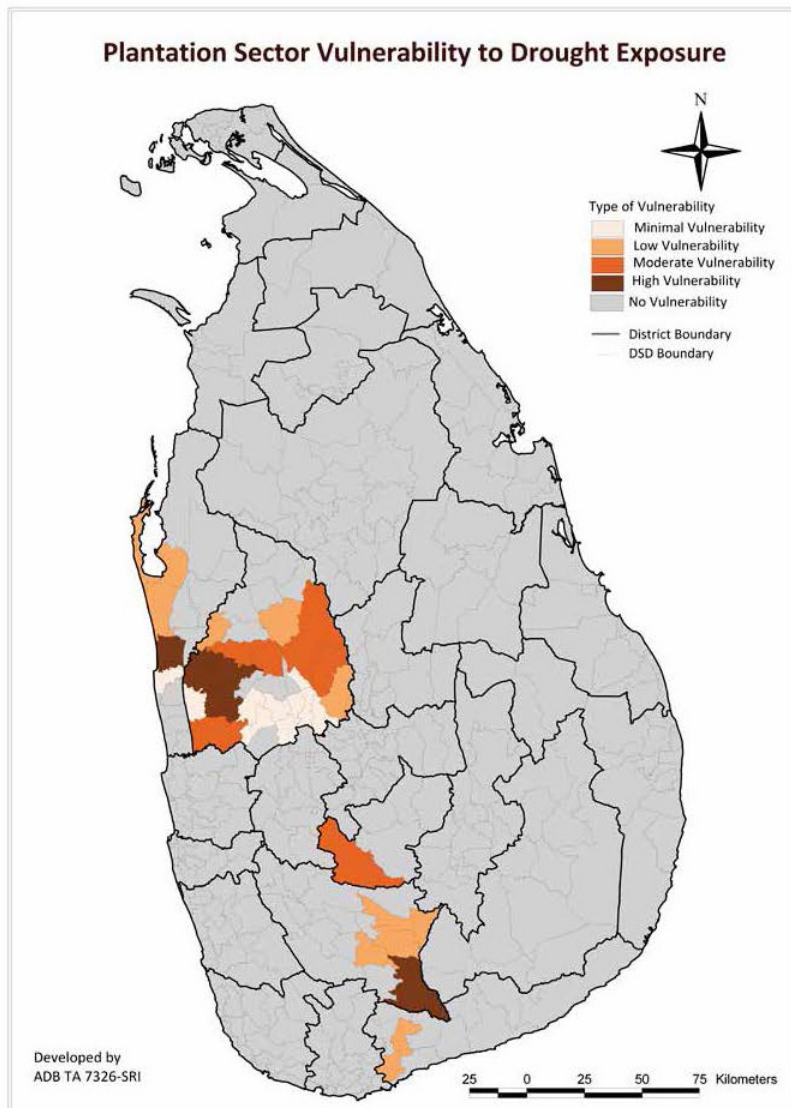 Plantation Sector Vulnerability to Drought Exposure
N
Type of Vulnerability
Minimal Vulnerability
Low Vulnerability
Moderate Vulnerability
High Vulnerability
No Vulnerability
District Boundary
DSD Boundary
Developed by
ADB TA 7326-SRI
25 0 25 50 75 Kilometers